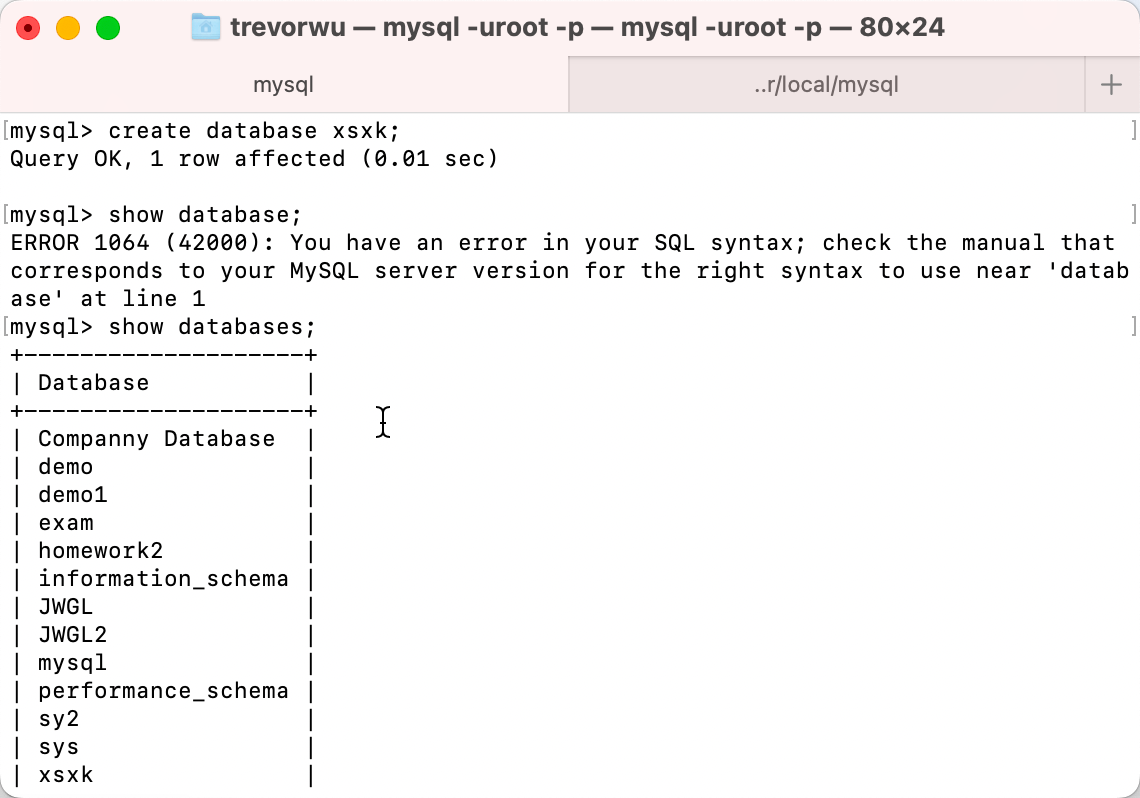 trevorwu — mysql -uroot -p — mysql -uroot -p — 80×24
mysql
..r/local/mysql
+
[mysql> create database xsxk; ]
Query OK, 1 row affected (0.01 sec)
[mysql> show database; ]
ERROR 1064 (42000): You have an error in your SQL syntax; check the manual that
corresponds to your MySQL server version for the right syntax to use near 'datab
ase' at line 1
[mysql> show databases; ]
+--------------------+
| Database           |
+--------------------+
| Companny Database  |
| demo               |
| demo1              |
| exam               |
| homework2          |
| information_schema |
| JWGL               |
| JWGL2              |
| mysql              |
| performance_schema |
| sy2                |
| sys                |
| xsxk               |